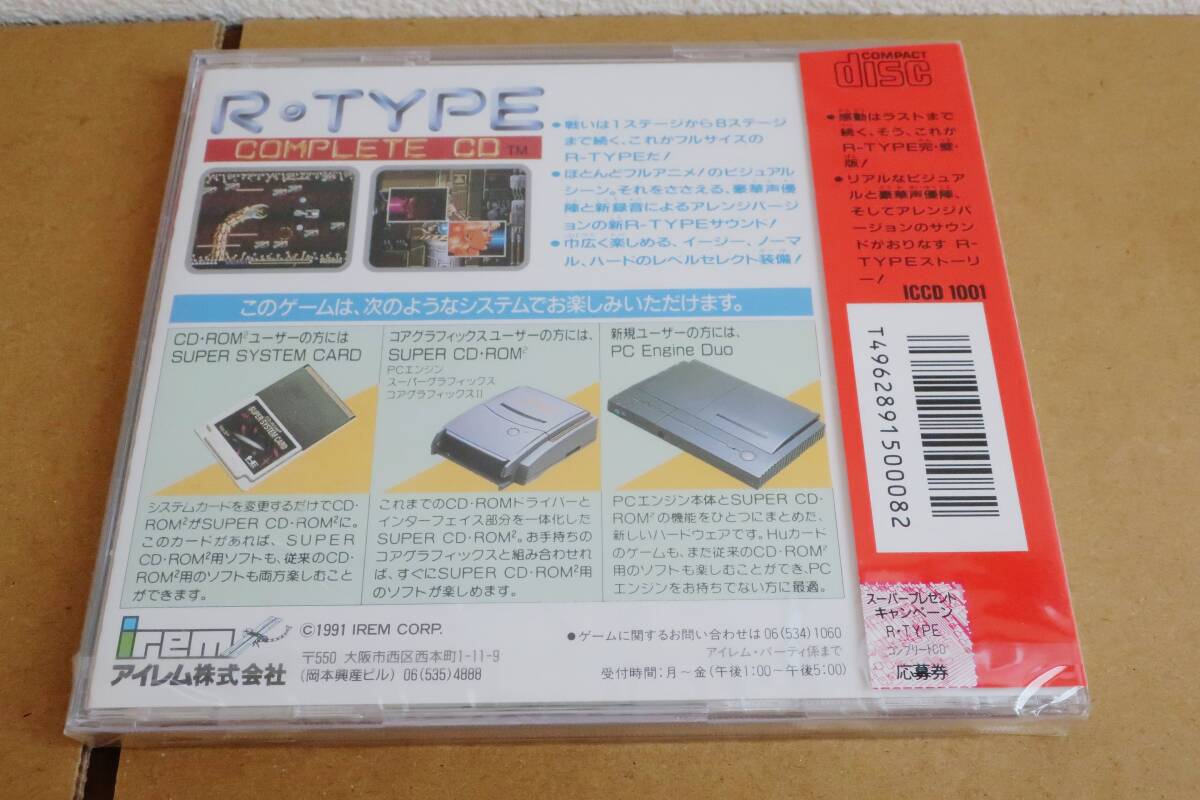 R・TYPE
COMPLETE CD™
●戦いは1ステージから8ステージ
まで続く、これがフルサイズの
R-TYPEだ!
●ほとんどフルアニメ!のビジュアル
シーン。それをささえる、豪華声優
陣と新録音によるアレンジバージ
ョンの新R-TYPEサウンド!
●巾広く楽しめる、イージー、ノーマ
ル、ハードのレベルセレクト装備!
COMPACT
disc
●感動はラストまで
続く、そう、これが
R-TYPE完・璧・
版!
●リアルなビジュア
ルと豪華声優陣、
そしてアレンジバ
ージョンのサウン
ドがおりなす R-
TYPEストーリ
ー!
ICCD 1001
T4962891500082
このゲームは、次のようなシステムでお楽しみいただけます。
CD・ROM²ユーザーの方には
SUPER SYSTEM CARD
SUPER SYSTEM CARD
システムカードを変更するだけでCD・
ROM²がSUPER CD・ROM²に。
このカードがあれば、SUPER
CD・ROM²用ソフトも、従来のCD・
ROM²用のソフトも両方楽しむこと
ができます。
コアグラフィックスユーザーの方には、
SUPER CD・ROM²
PCエンジン
スーパーグラフィックス
コアグラフィックスII
これまでのCD・ROMドライバーと
インターフェイス部分を一体化した
SUPER CD・ROM²。お手持ちの
コアグラフィックスと組み合わせれ
ば、すぐにSUPER CD・ROM²用
のソフトが楽しめます。
新規ユーザーの方には、
PC Engine Duo
PCエンジン本体とSUPER CD・
ROM²の機能をひとつにまとめた、
新しいハードウェアです。Huカード
のゲームも、また従来のCD・ROM²
用のソフトも楽しむことができ、PC
エンジンをお持ちでない方に最適。
irem
アイレム株式会社
©1991 IREM CORP.
〒550 大阪市西区西本町1-11-9
(岡本興産ビル) 06(535)4888
●ゲームに関するお問い合わせは 06(534)1060
アイレム・パーティ係まで
受付時間:月〜金(午後1:00〜午後5:00)
スーパープレゼント
キャンペーン
R・TYPE
コンプリートCD
応募券